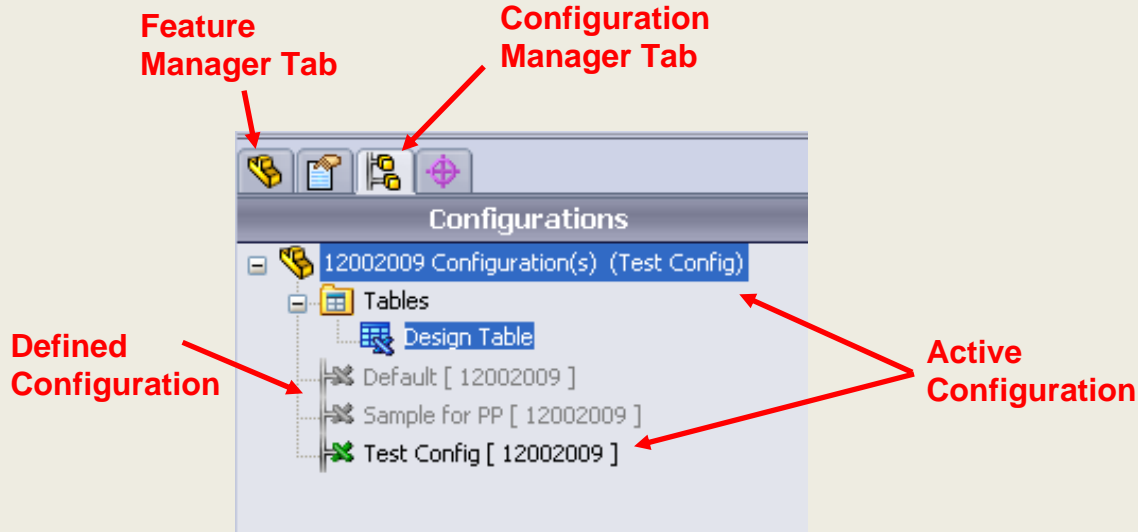 Feature
Manager Tab
Configuration
Manager Tab
Configurations
12002009 Configuration(s) (Test Config)
Tables
Design Table
Defined
Configuration
Default [ 12002009 ]
Sample for PP [ 12002009 ]
Test Config [ 12002009 ]
Active
Configuration